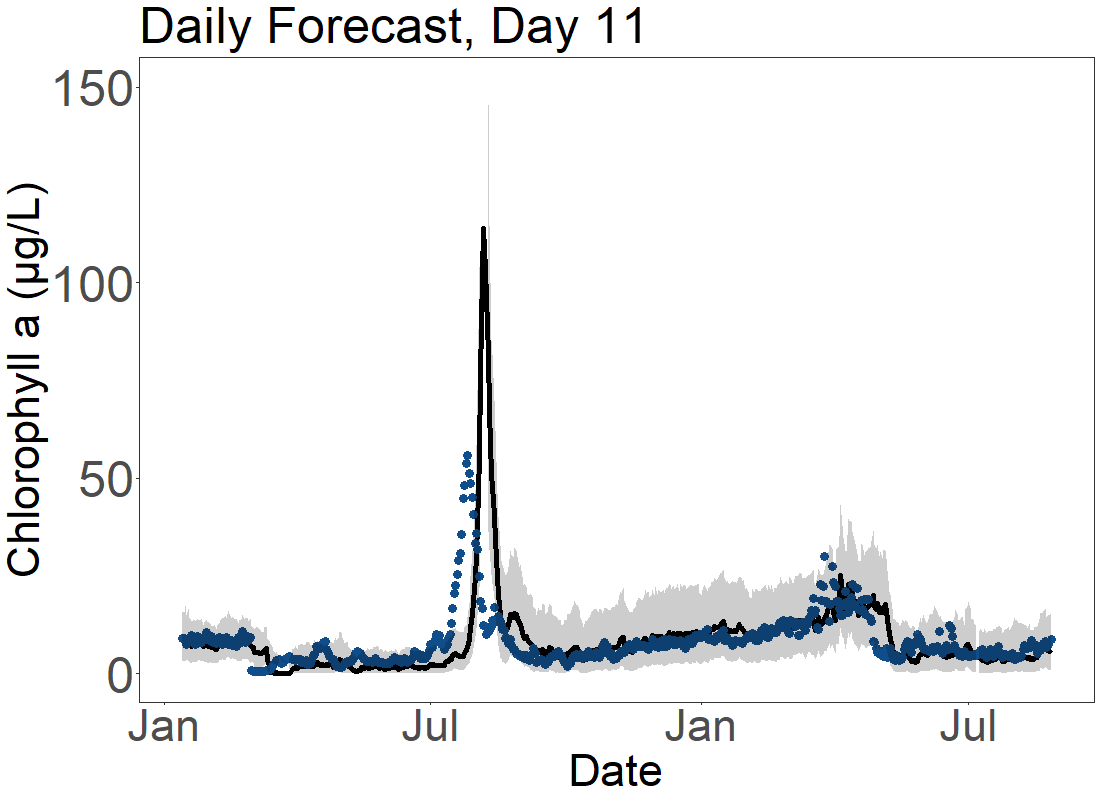 Daily Forecast, Day 11
Chlorophyll a (µg/L)
150
100
50
0
Jan
Jul
Jan
Jul
Date